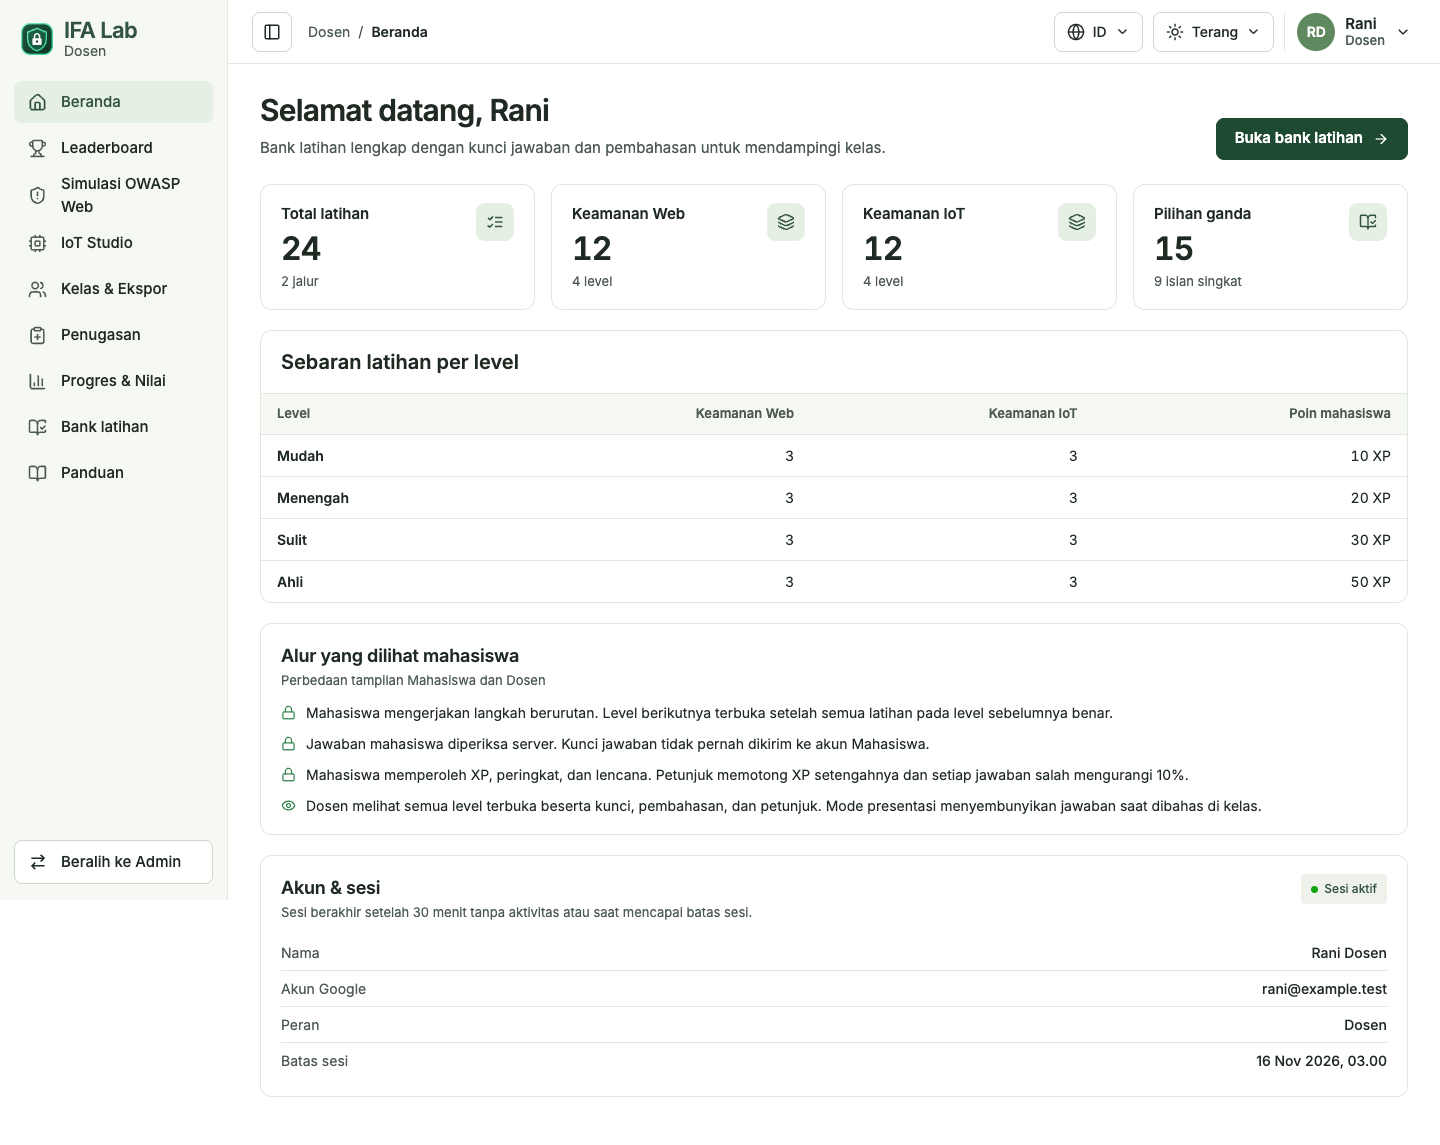 IFA Lab
Dosen
Beranda
Leaderboard
Simulasi OWASP
Web
IoT Studio
Kelas & Ekspor
Penugasan
Progres & Nilai
Bank latihan
Panduan
Beralih ke Admin
Dosen / Beranda
ID
Terang
RD
Rani
Dosen
Selamat datang, Rani
Bank latihan lengkap dengan kunci jawaban dan pembahasan untuk mendampingi kelas.
Buka bank latihan
Total latihan
24
2 jalur
Keamanan Web
12
4 level
Keamanan IoT
12
4 level
Pilihan ganda
15
9 isian singkat
Sebaran latihan per level
Level Keamanan Web Keamanan IoT Poin mahasiswa
Mudah 3 3 10 XP
Menengah 3 3 20 XP
Sulit 3 3 30 XP
Ahli 3 3 50 XP
Alur yang dilihat mahasiswa
Perbedaan tampilan Mahasiswa dan Dosen
Mahasiswa mengerjakan langkah berurutan. Level berikutnya terbuka setelah semua latihan pada level sebelumnya benar.
Jawaban mahasiswa diperiksa server. Kunci jawaban tidak pernah dikirim ke akun Mahasiswa.
Mahasiswa memperoleh XP, peringkat, dan lencana. Petunjuk memotong XP setengahnya dan setiap jawaban salah mengurangi 10%.
Dosen melihat semua level terbuka beserta kunci, pembahasan, dan petunjuk. Mode presentasi menyembunyikan jawaban saat dibahas di kelas.
Akun & sesi
Sesi aktif
Sesi berakhir setelah 30 menit tanpa aktivitas atau saat mencapai batas sesi.
Nama Rani Dosen
Akun Google rani@example.test
Peran Dosen
Batas sesi 16 Nov 2026, 03.00